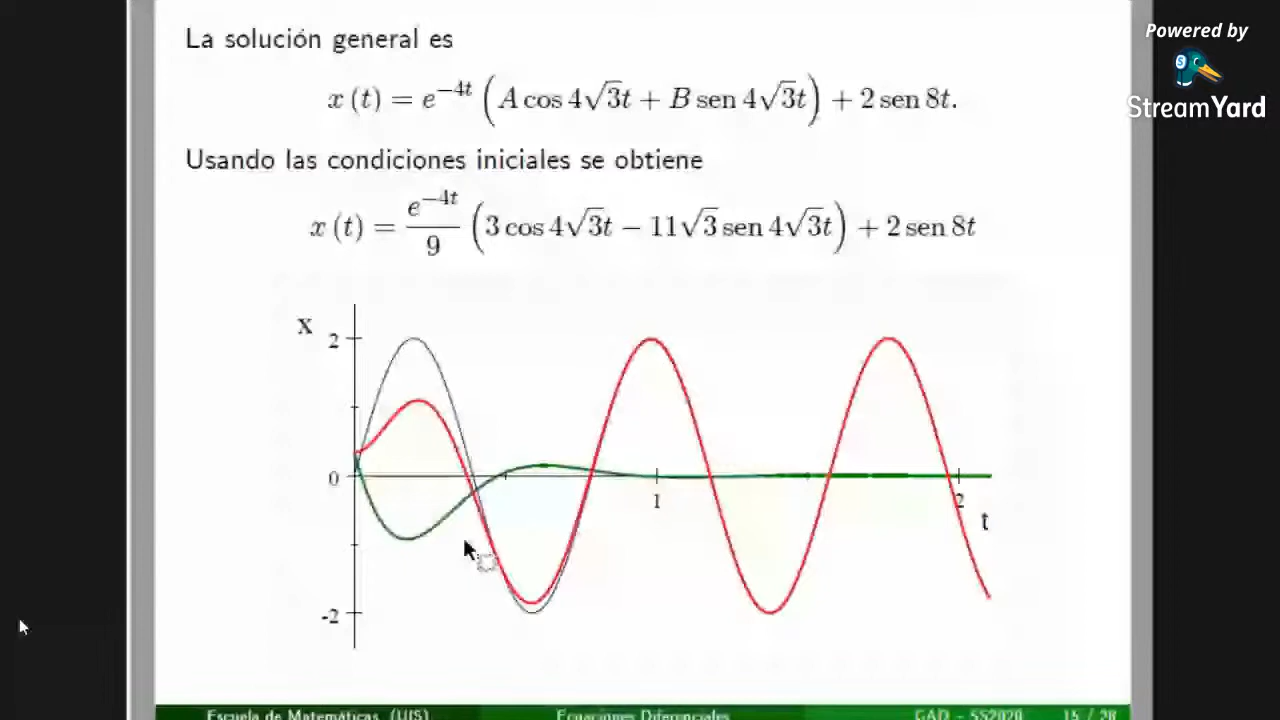 La solución general es
x (t) = e^{-4t} (A cos 4√3t + B sen 4√3t) + 2 sen 8t.
Usando las condiciones iniciales se obtiene
x (t) = e^{-4t}/9 (3 cos 4√3t − 11√3 sen 4√3t) + 2 sen 8t
x
2
0
-2
1
2
t
Escuela de Matemáticas (UIS)
Ecuaciones Diferenciales
15 / 28
Powered by
StreamYard